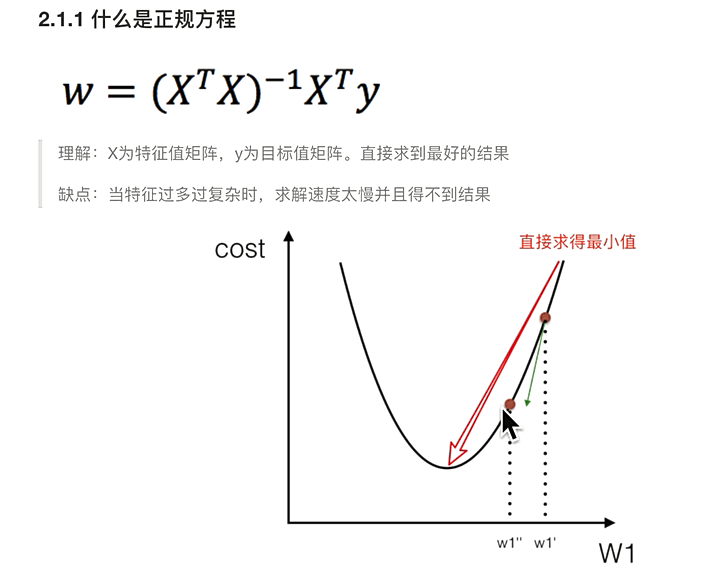 2.1.1 什么是正规方程
w = (XᵀX)⁻¹Xᵀy
理解：X为特征值矩阵，y为目标值矩阵。直接求到最好的结果
缺点：当特征过多过复杂时，求解速度太慢并且得不到结果
直接求得最小值
cost
w1'' w1'
W1